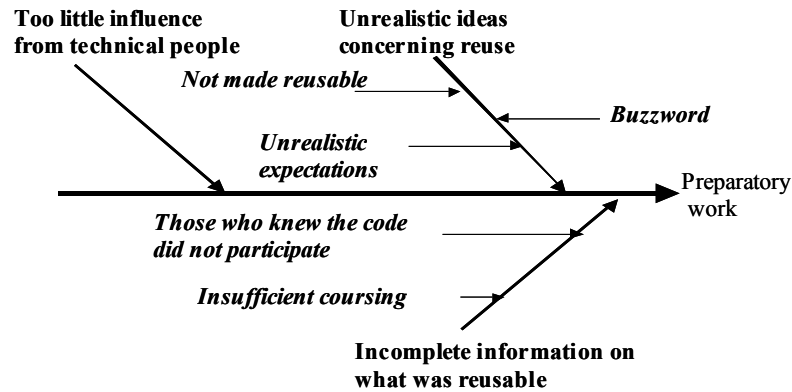 Too little influence
from technical people
Unrealistic ideas
concerning reuse
Not made reusable
Buzzword
Unrealistic
expectations
Preparatory
work
Those who knew the code
did not participate
Insufficient coursing
Incomplete information on
what was reusable